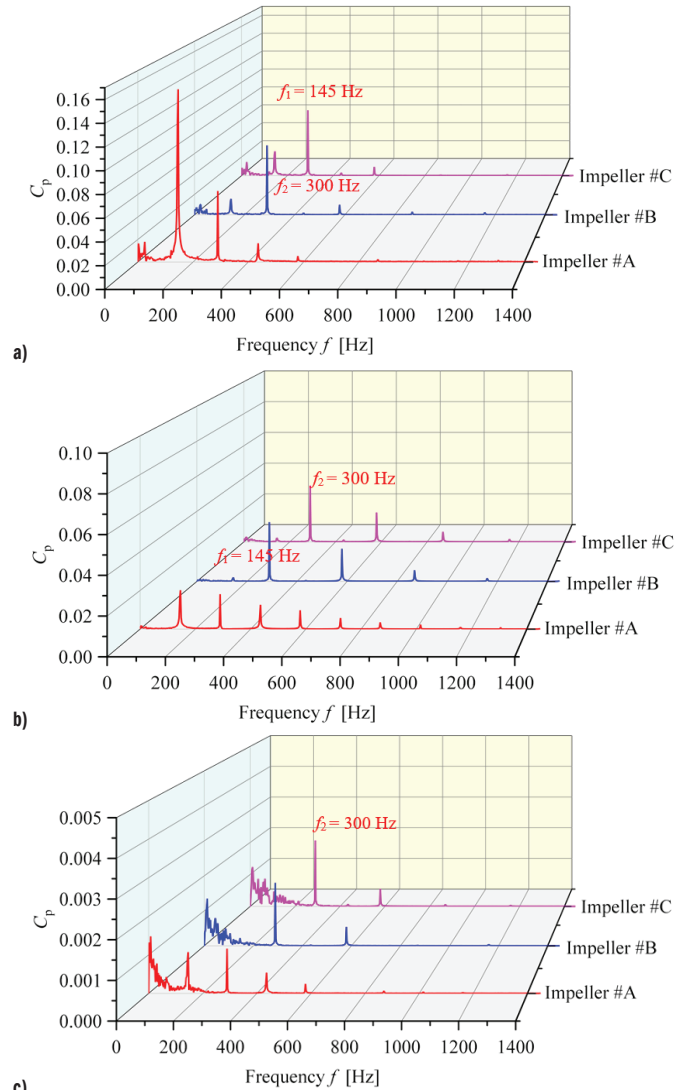 0.16
0.14
0.12
0.10
0.08
0.06
0.04
0.02
0.00
Cp
f1 = 145 Hz
f2 = 300 Hz
Impeller #C
Impeller #B
Impeller #A
0 200 400 600 800 1000 1200 1400
Frequency f [Hz]
a)
0.10
0.08
0.06
0.04
0.02
0.00
Cp
f2 = 300 Hz
f1 = 145 Hz
Impeller #C
Impeller #B
Impeller #A
0 200 400 600 800 1000 1200 1400
Frequency f [Hz]
b)
0.005
0.004
0.003
0.002
0.001
0.000
Cp
f2 = 300 Hz
Impeller #C
Impeller #B
Impeller #A
0 200 400 600 800 1000 1200 1400
Frequency f [Hz]
c)